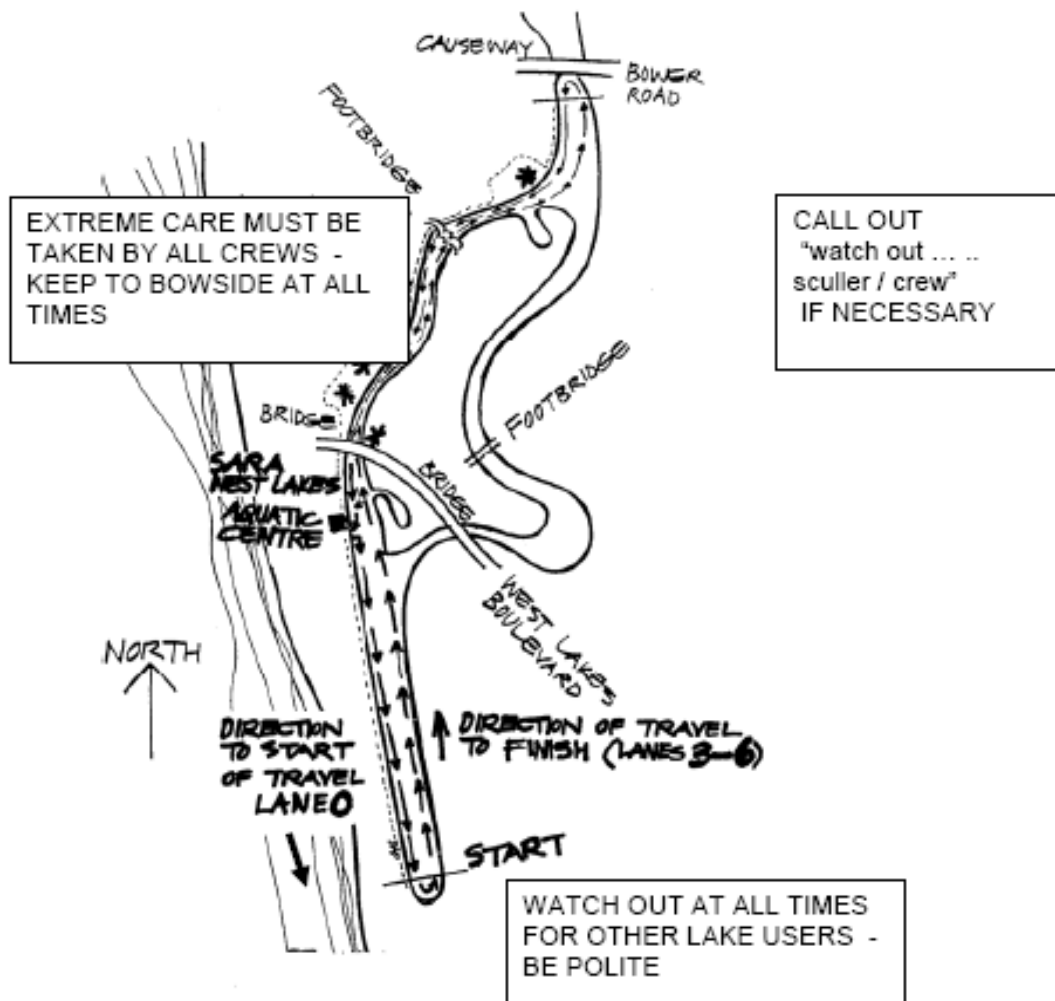 CAUSEWAY
BOWER
ROAD
FOOTBRIDGE
EXTREME CARE MUST BE
TAKEN BY ALL CREWS -
KEEP TO BOWSIDE AT ALL
TIMES
CALL OUT
"watch out ... ..
sculler / crew"
IF NECESSARY
FOOTBRIDGE
BRIDGE
BRIDGE
SARA
WEST LAKES
AQUATIC
CENTRE
WEST LAKES
BOULEVARD
NORTH
DIRECTION
TO START
OF TRAVEL
LANE 0
DIRECTION OF TRAVEL
TO FINISH (LANES 3-6)
START
WATCH OUT AT ALL TIMES
FOR OTHER LAKE USERS -
BE POLITE